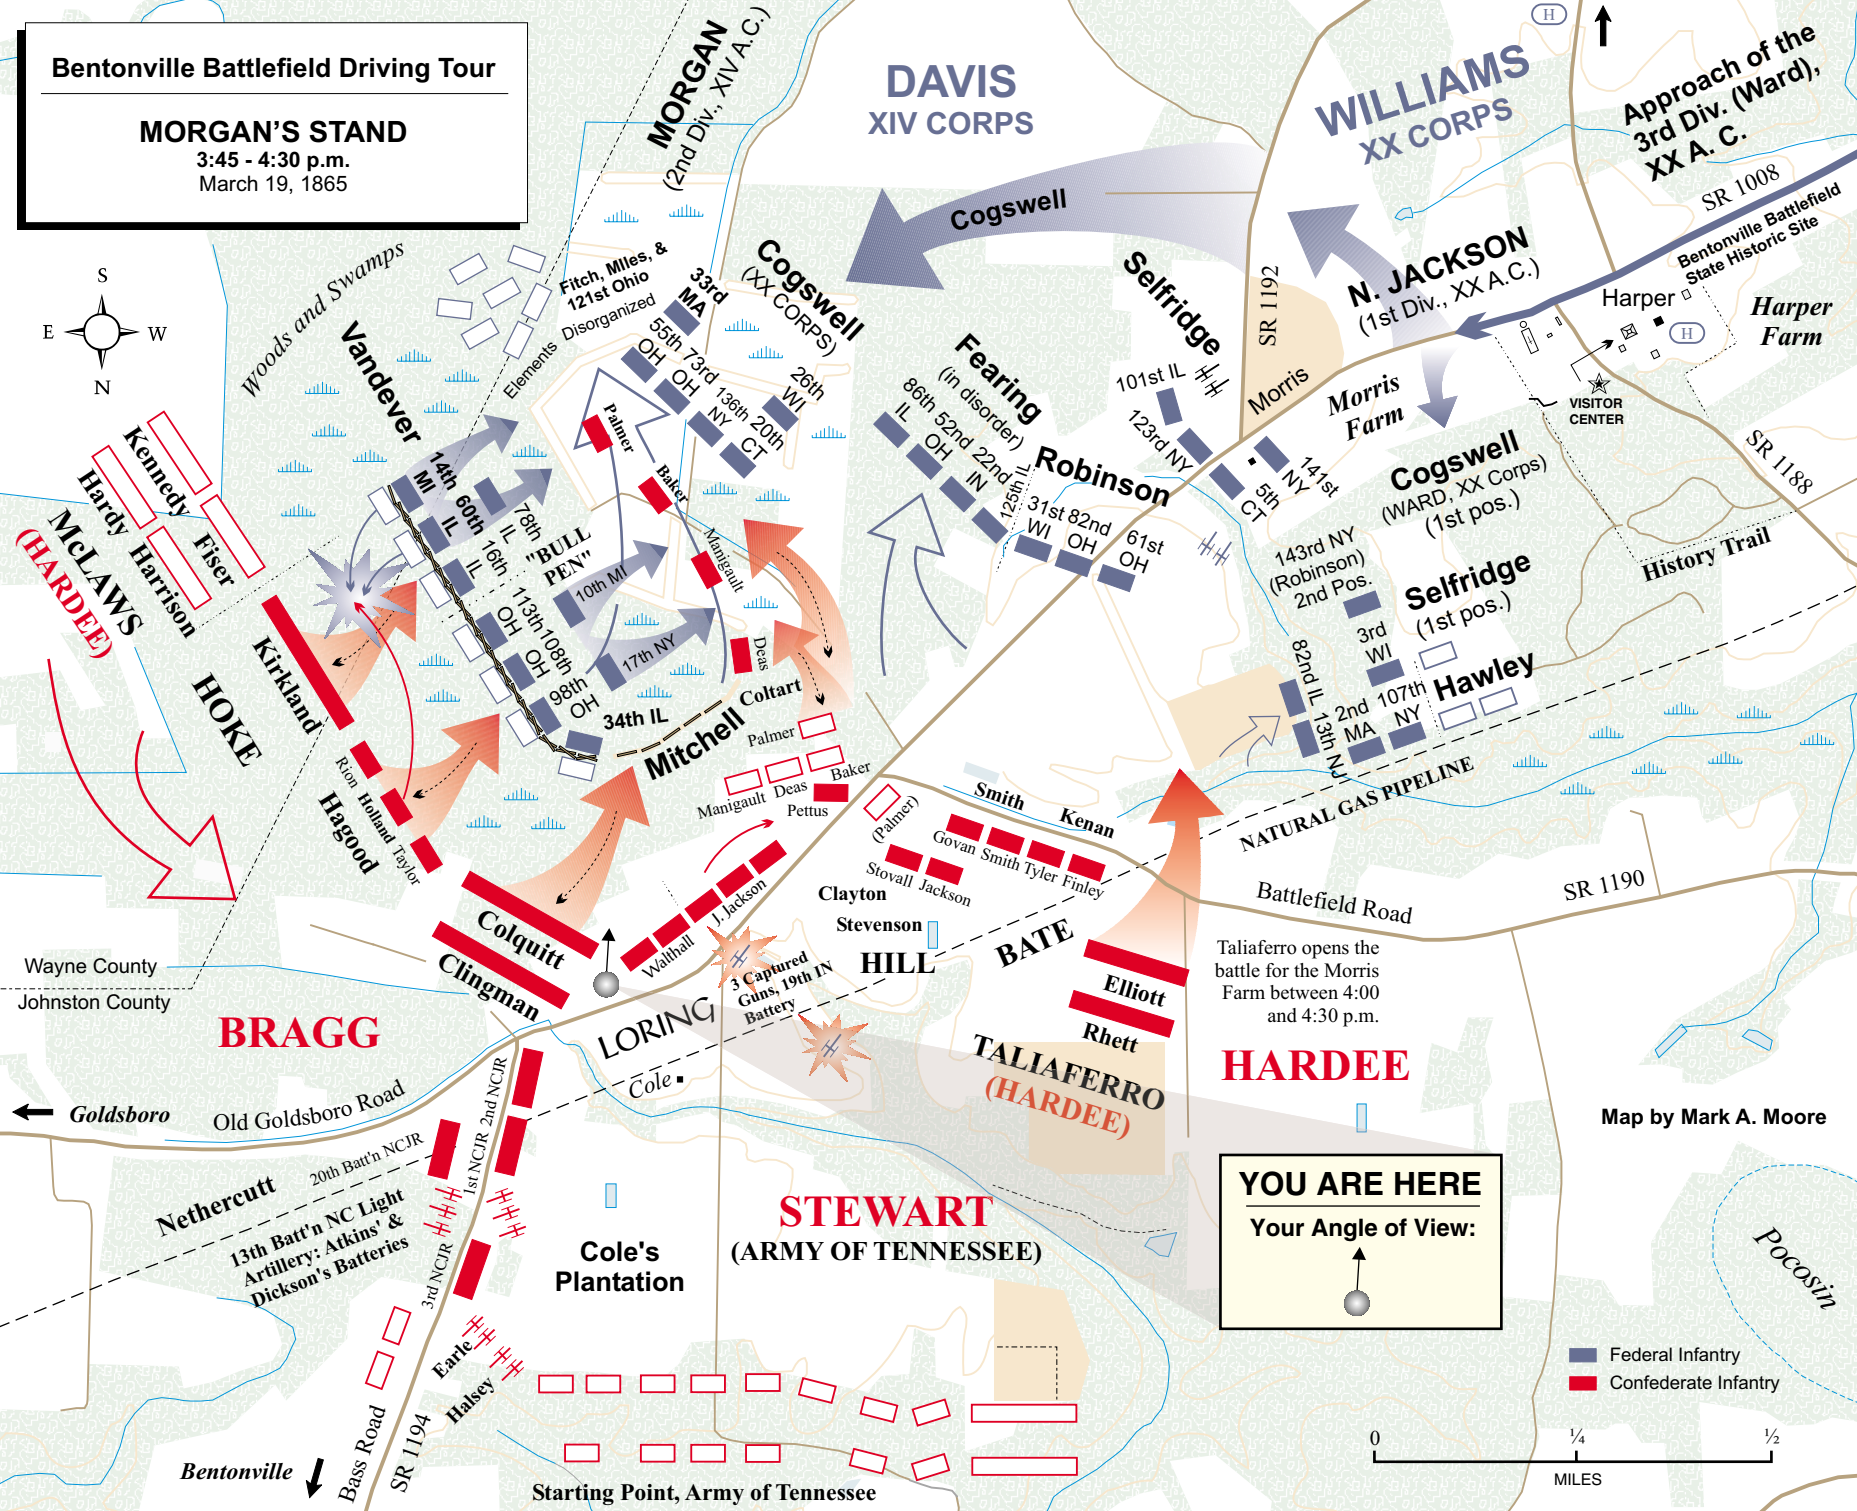 Bentonville Battlefield Driving Tour
MORGAN'S STAND
3:45 - 4:30 p.m.
March 19, 1865
MORGAN
(2nd Div., XIV A.C.)
DAVIS
XIV CORPS
WILLIAMS
XX CORPS
H
Approach of the
3rd Div. (Ward),
XX A. C.
SR 1008
Bentonville Battlefield
State Historic Site
Cogswell
N. JACKSON
(1st Div., XX A.C.)
Harper
H
Harper
Farm
VISITOR
CENTER
SR 1188
History Trail
SR 1192
Morris
Morris
Farm
S
E
W
N
Woods and Swamps
Fitch, MIles, &
121st Ohio
Disorganized
Elements
33rd
MA
Cogswell
(XX CORPS)
55th
OH
73rd
OH
136th
NY
20th
CT
26th
WI
Selfridge
101st IL
123rd NY
5th
CT
141st
NY
Fearing
(in disorder)
86th
IL
52nd
OH
22nd
IN
125th IL
Robinson
31st
WI
82nd
OH
61st
OH
Cogswell
(WARD, XX Corps)
(1st pos.)
143rd NY
(Robinson)
2nd Pos.
Selfridge
(1st pos.)
3rd
WI
82nd IL
13th NJ
2nd
MA
107th
NY
Hawley
NATURAL GAS PIPELINE
Vandever
14th
MI
60th
IL
78th
IL
16th
IL
"BULL
PEN"
10th MI
113th
OH
108th
OH
17th NY
98th
OH
34th IL
Mitchell
Palmer
Baker
Manigault
Deas
Coltart
Palmer
Baker
Deas
Manigault
Pettus
Kennedy
Hardy
Fiser
Harrison
McLAWS
(HARDEE)
Kirkland
HOKE
Rion
Holland
Taylor
Hagood
Colquitt
Clingman
Walthall
J. Jackson
(Palmer)
Smith
Kenan
Govan
Smith
Tyler
Finley
Stovall
Jackson
Clayton
Stevenson
HILL
BATE
Battlefield Road
SR 1190
Elliott
Rhett
TALIAFERRO
(HARDEE)
Taliaferro opens the
battle for the Morris
Farm between 4:00
and 4:30 p.m.
HARDEE
3 Captured
Guns, 19th IN
Battery
LORING
Cole
Wayne County
Johnston County
BRAGG
Goldsboro
Old Goldsboro Road
2nd NCJR
1st NCJR
20th Batt'n NCJR
Nethercutt
13th Batt'n NC Light
Artillery: Atkins' &
Dickson's Batteries
3rd NCJR
Earle
Halsey
Bentonville
Bass Road
SR 1194
Cole's
Plantation
STEWART
(ARMY OF TENNESSEE)
Starting Point, Army of Tennessee
YOU ARE HERE
Your Angle of View:
Map by Mark A. Moore
Pocosin
Federal Infantry
Confederate Infantry
0
¼
½
MILES